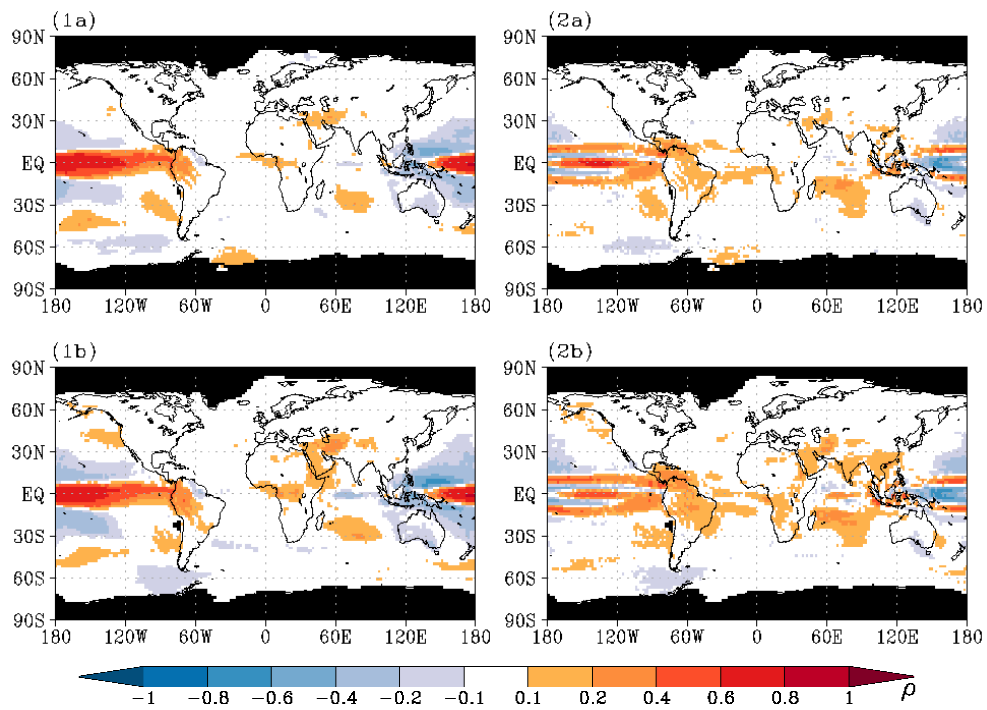 (1a) (2a)
90N 90N
60N 60N
30N 30N
EQ EQ
30S 30S
60S 60S
90S 90S
180 120W 60W 0 60E 120E 180 180 120W 60W 0 60E 120E 180
(1b) (2b)
90N 90N
60N 60N
30N 30N
EQ EQ
30S 30S
60S 60S
90S 90S
180 120W 60W 0 60E 120E 180 180 120W 60W 0 60E 120E 180
-1 -0.8 -0.6 -0.4 -0.2 -0.1 0.1 0.2 0.4 0.6 0.8 1 ρ